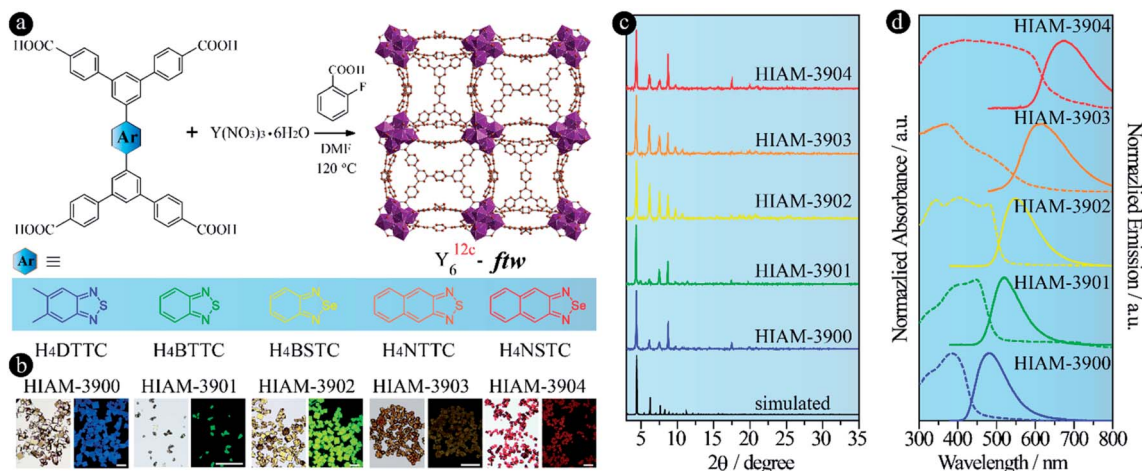 a
HOOC
COOH
Ar
HOOC
COOH
+ Y(NO₃)₃•6H₂O
COOH
F
DMF
120 °C
Y₆¹²ᶜ - ftw
Ar ≡
N S N
N S N
N Se N
N S N
N Se N
H₄DTTC H₄BTTC H₄BSTC H₄NTTC H₄NSTC
b
HIAM-3900 HIAM-3901 HIAM-3902 HIAM-3903 HIAM-3904
c
HIAM-3904
HIAM-3903
HIAM-3902
HIAM-3901
HIAM-3900
simulated
5 10 15 20 25 30 35
2θ / degree
d
Normazlied Absorbance / a.u.
HIAM-3904
HIAM-3903
HIAM-3902
HIAM-3901
HIAM-3900
Normazlied Emission / a.u.
300 400 500 600 700 800
Wavelength / nm